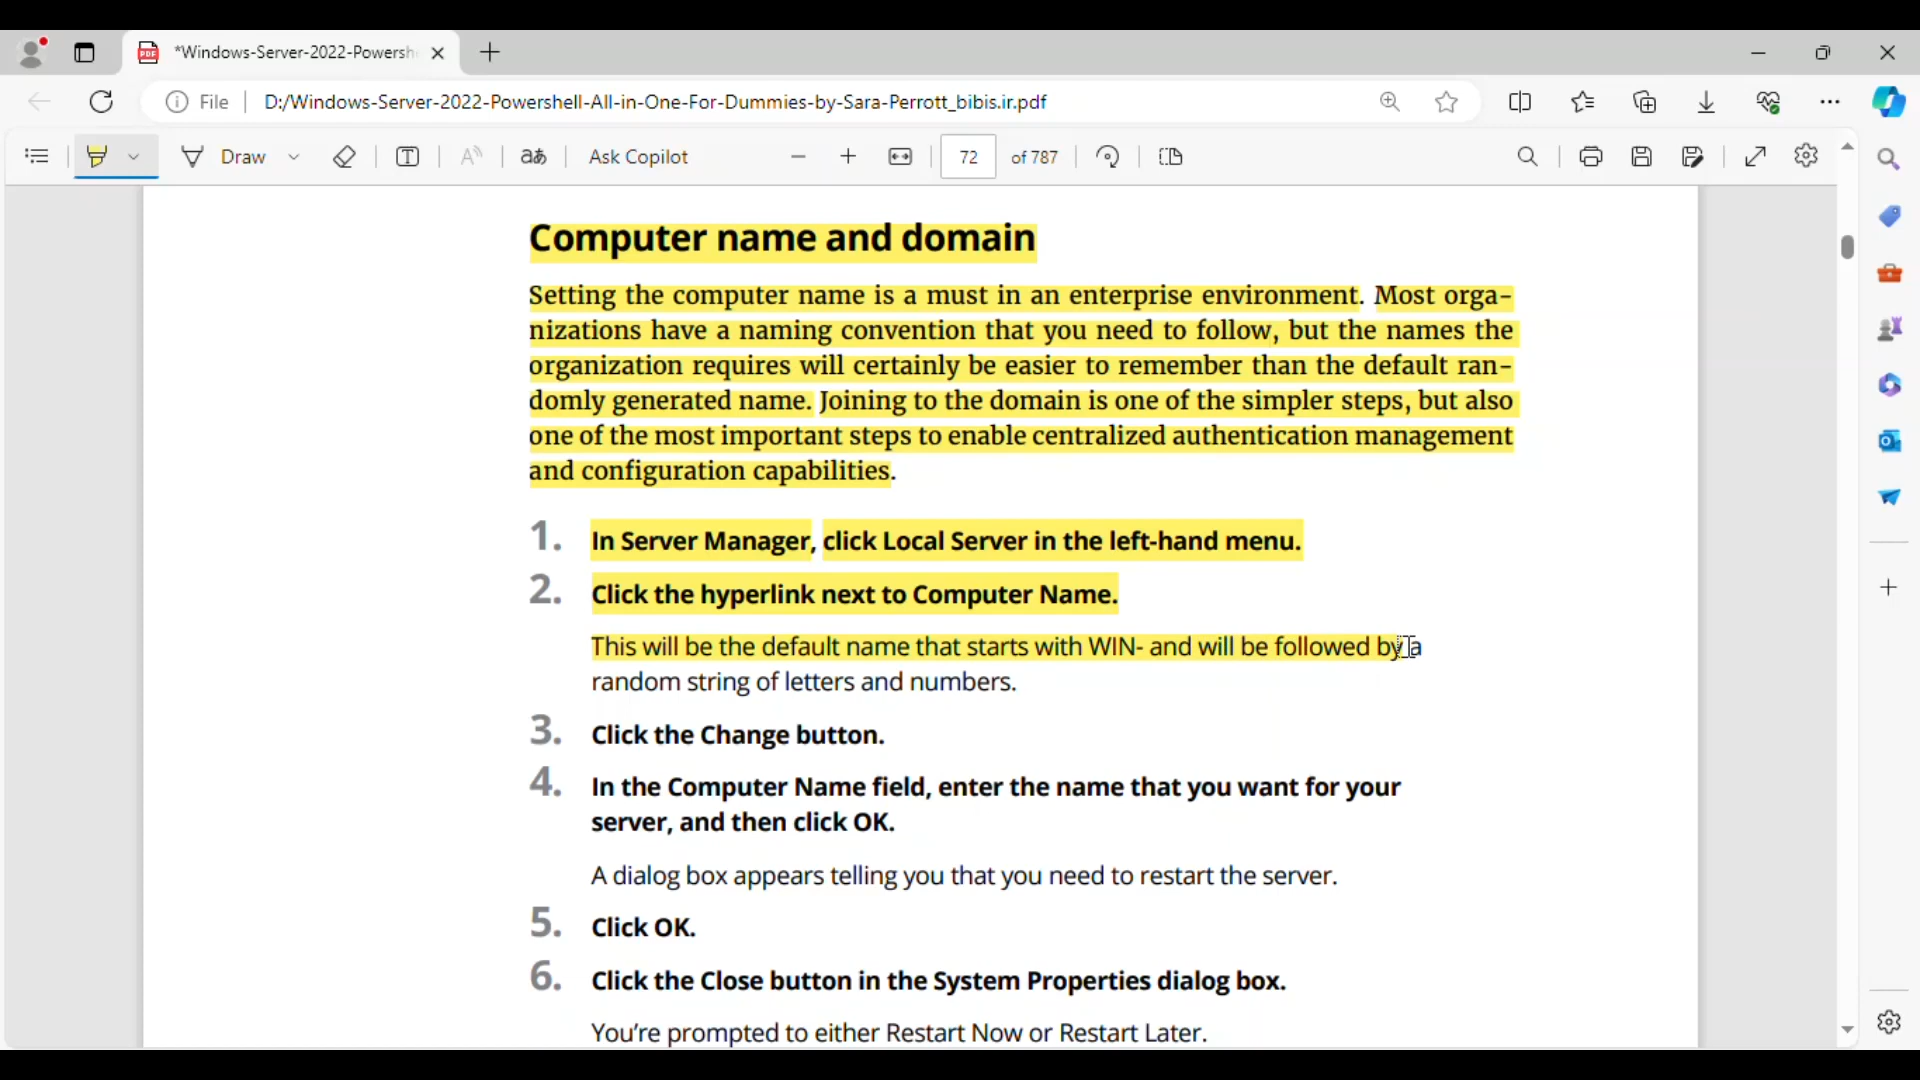 *Windows-Server-2022-Powersh
File
D:/Windows-Server-2022-Powershell-All-in-One-For-Dummies-by-Sara-Perrott_bibis.ir.pdf
Draw
Ask Copilot
72 of 787
Computer name and domain
Setting the computer name is a must in an enterprise environment. Most orga-
nizations have a naming convention that you need to follow, but the names the
organization requires will certainly be easier to remember than the default ran-
domly generated name. Joining to the domain is one of the simpler steps, but also
one of the most important steps to enable centralized authentication management
and configuration capabilities.
1. In Server Manager, click Local Server in the left-hand menu.
2. Click the hyperlink next to Computer Name.
This will be the default name that starts with WIN- and will be followed by a
random string of letters and numbers.
3. Click the Change button.
4. In the Computer Name field, enter the name that you want for your
server, and then click OK.
A dialog box appears telling you that you need to restart the server.
5. Click OK.
6. Click the Close button in the System Properties dialog box.
You're prompted to either Restart Now or Restart Later.